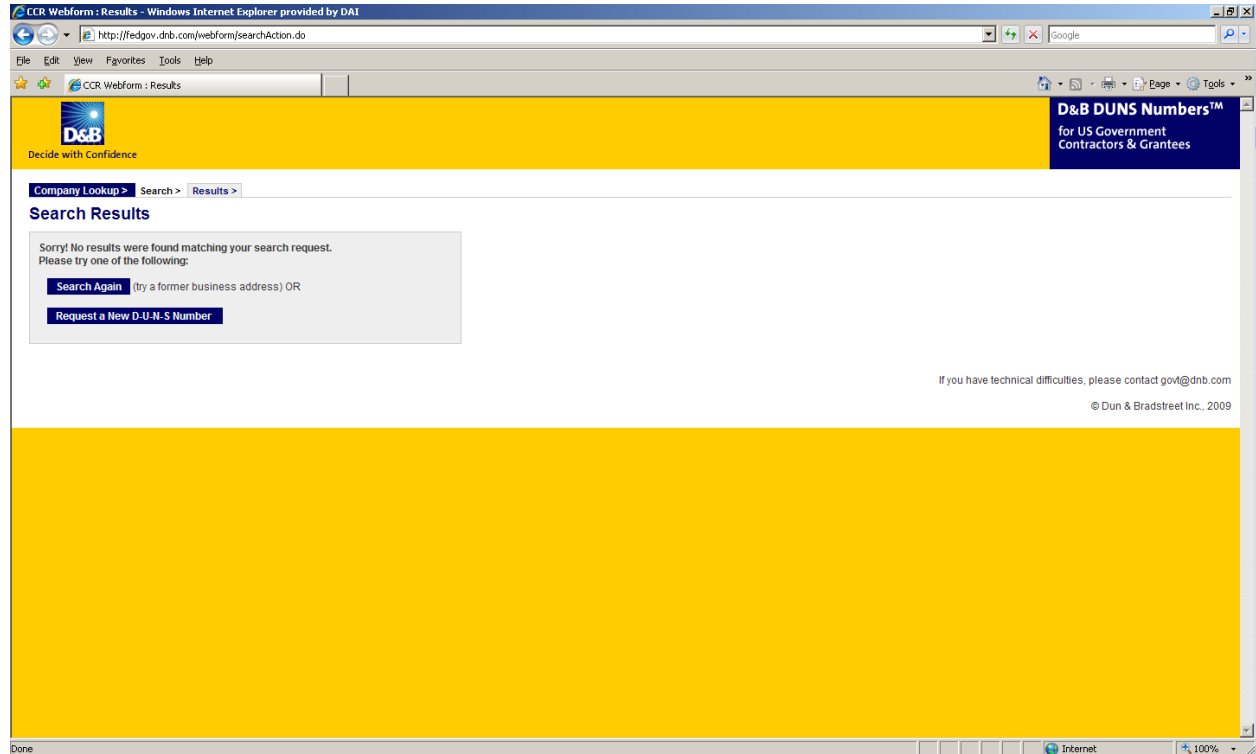 CCR Webform : Results - Windows Internet Explorer provided by DAI
http://fedgov.dnb.com/webform/searchAction.do
Google
File Edit View Favorites Tools Help
CCR Webform : Results
Page Tools »
D&B
Decide with Confidence
D&B DUNS Numbers™
for US Government
Contractors & Grantees
Company Lookup > Search > Results >
Search Results
Sorry! No results were found matching your search request.
Please try one of the following:
Search Again (try a former business address) OR
Request a New D-U-N-S Number
If you have technical difficulties, please contact govt@dnb.com
© Dun & Bradstreet Inc., 2009
Done
Internet
100%